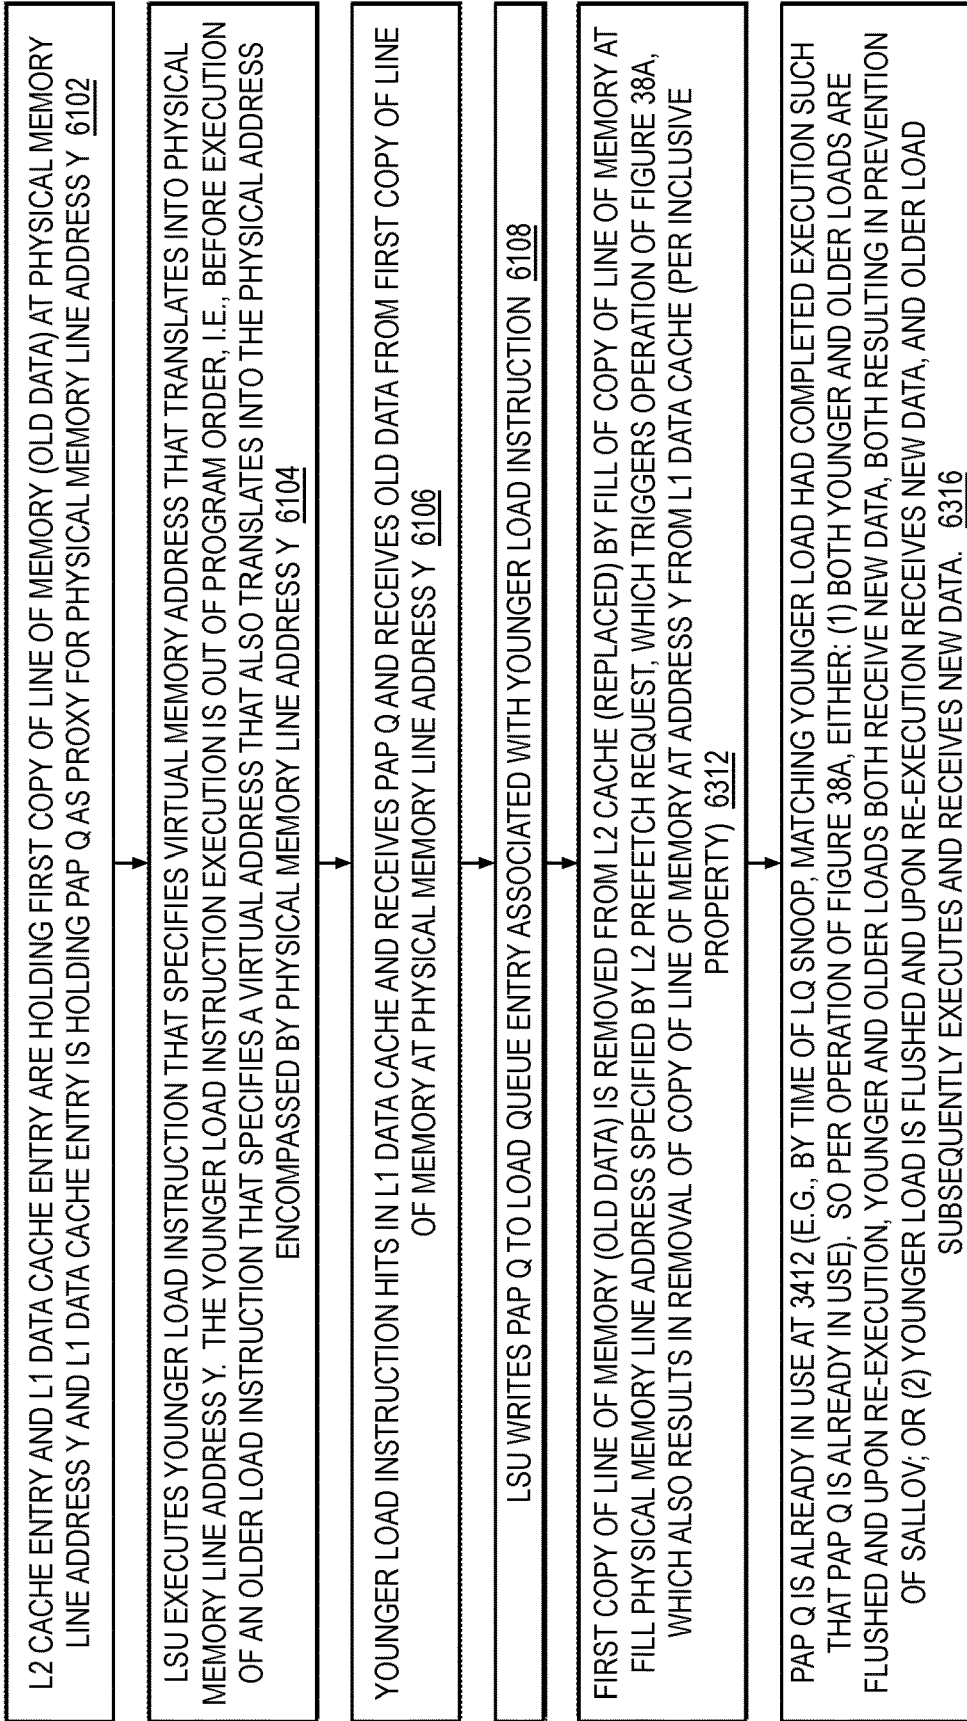 L2 CACHE ENTRY AND L1 DATA CACHE ENTRY ARE HOLDING FIRST COPY OF LINE OF MEMORY (OLD DATA) AT PHYSICAL MEMORY
LINE ADDRESS Y AND L1 DATA CACHE ENTRY IS HOLDING PAP Q AS PROXY FOR PHYSICAL MEMORY LINE ADDRESS Y 6102
LSU EXECUTES YOUNGER LOAD INSTRUCTION THAT SPECIFIES VIRTUAL MEMORY ADDRESS THAT TRANSLATES INTO PHYSICAL
MEMORY LINE ADDRESS Y. THE YOUNGER LOAD INSTRUCTION EXECUTION IS OUT OF PROGRAM ORDER, I.E., BEFORE EXECUTION
OF AN OLDER LOAD INSTRUCTION THAT SPECIFIES A VIRTUAL ADDRESS THAT ALSO TRANSLATES INTO THE PHYSICAL ADDRESS
ENCOMPASSED BY PHYSICAL MEMORY LINE ADDRESS Y 6104
YOUNGER LOAD INSTRUCTION HITS IN L1 DATA CACHE AND RECEIVES PAP Q AND RECEIVES OLD DATA FROM FIRST COPY OF LINE
OF MEMORY AT PHYSICAL MEMORY LINE ADDRESS Y 6106
LSU WRITES PAP Q TO LOAD QUEUE ENTRY ASSOCIATED WITH YOUNGER LOAD INSTRUCTION 6108
FIRST COPY OF LINE OF MEMORY (OLD DATA) IS REMOVED FROM L2 CACHE (REPLACED) BY FILL OF COPY OF LINE OF MEMORY AT
FILL PHYSICAL MEMORY LINE ADDRESS SPECIFIED BY L2 PREFETCH REQUEST, WHICH TRIGGERS OPERATION OF FIGURE 38A,
WHICH ALSO RESULTS IN REMOVAL OF COPY OF LINE OF MEMORY AT ADDRESS Y FROM L1 DATA CACHE (PER INCLUSIVE
PROPERTY) 6312
PAP Q IS ALREADY IN USE AT 3412 (E.G., BY TIME OF LQ SNOOP, MATCHING YOUNGER LOAD HAD COMPLETED EXECUTION SUCH
THAT PAP Q IS ALREADY IN USE). SO PER OPERATION OF FIGURE 38A, EITHER: (1) BOTH YOUNGER AND OLDER LOADS ARE
FLUSHED AND UPON RE-EXECUTION, YOUNGER AND OLDER LOADS BOTH RECEIVE NEW DATA, BOTH RESULTING IN PREVENTION
OF SALLOV; OR (2) YOUNGER LOAD IS FLUSHED AND UPON RE-EXECUTION RECEIVES NEW DATA, AND OLDER LOAD
SUBSEQUENTLY EXECUTES AND RECEIVES NEW DATA. 6316